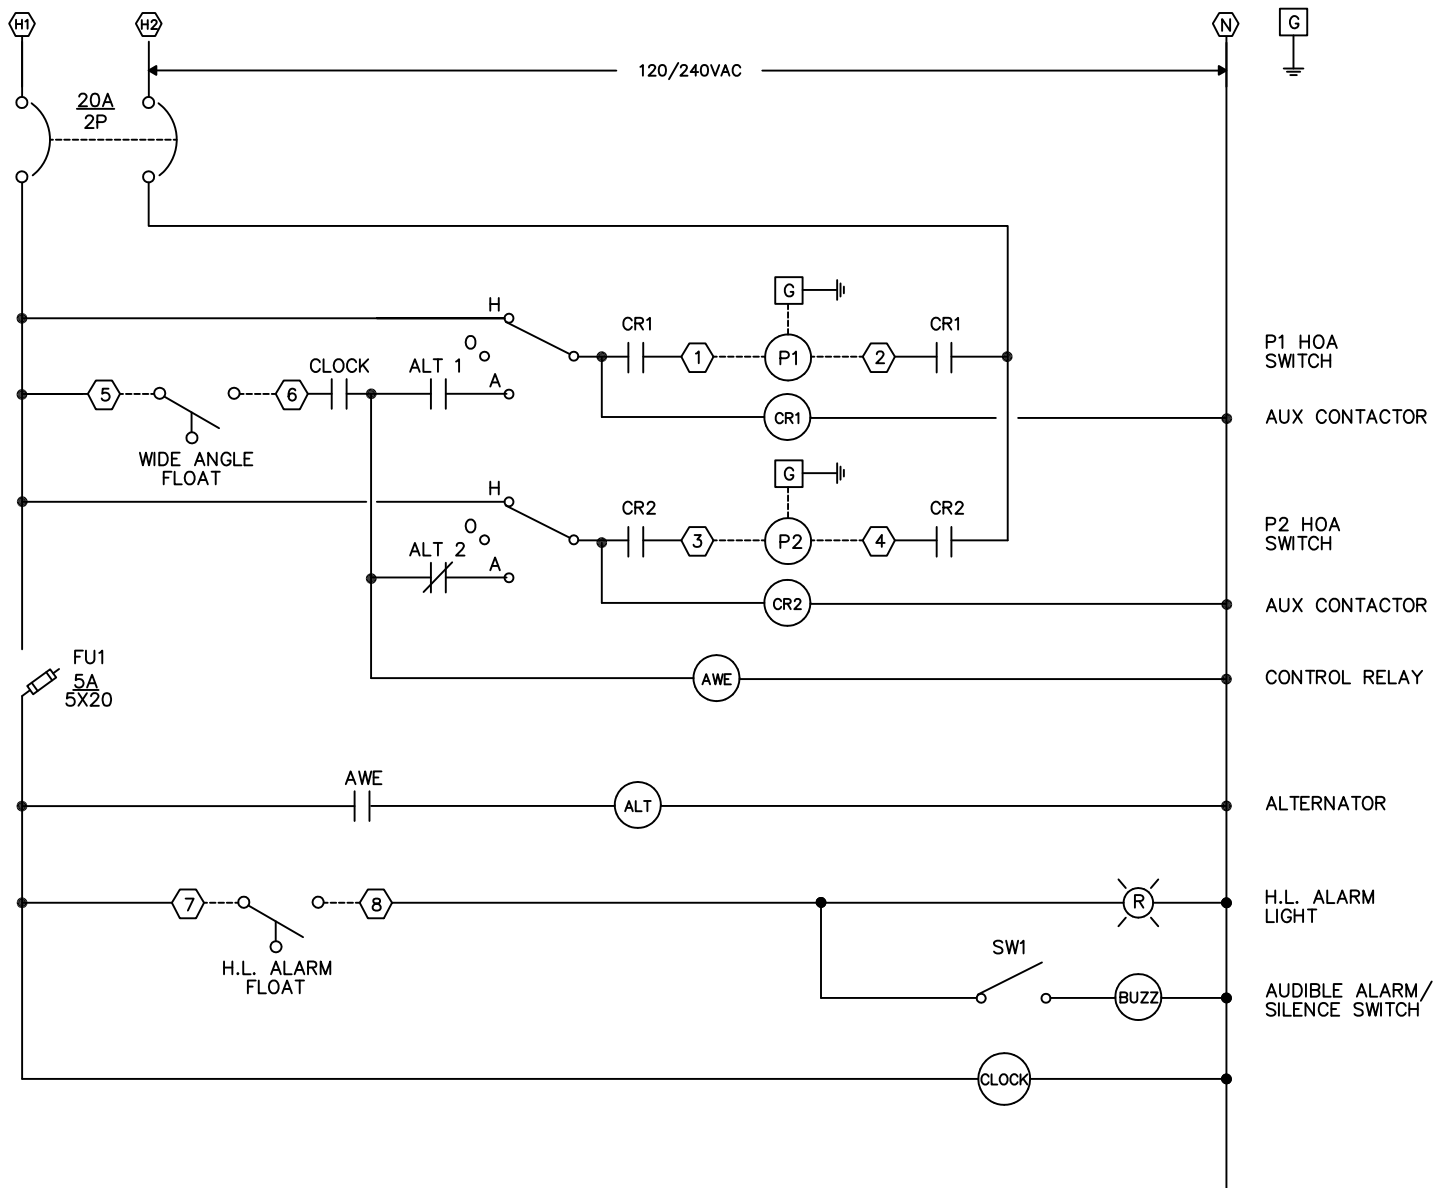 H1
H2
N
G
120/240VAC
20A
2P
G
H
CR1
CR1
O
P1 HOA
SWITCH
1
P1
2
CLOCK
ALT 1
A
5
6
CR1
AUX CONTACTOR
WIDE ANGLE
FLOAT
G
H
CR2
CR2
O
P2 HOA
SWITCH
3
P2
4
ALT 2
A
CR2
AUX CONTACTOR
FU1
5A
5X20
AWE
CONTROL RELAY
AWE
ALT
ALTERNATOR
7
8
R
H.L. ALARM
LIGHT
H.L. ALARM
FLOAT
SW1
BUZZ
AUDIBLE ALARM/
SILENCE SWITCH
CLOCK